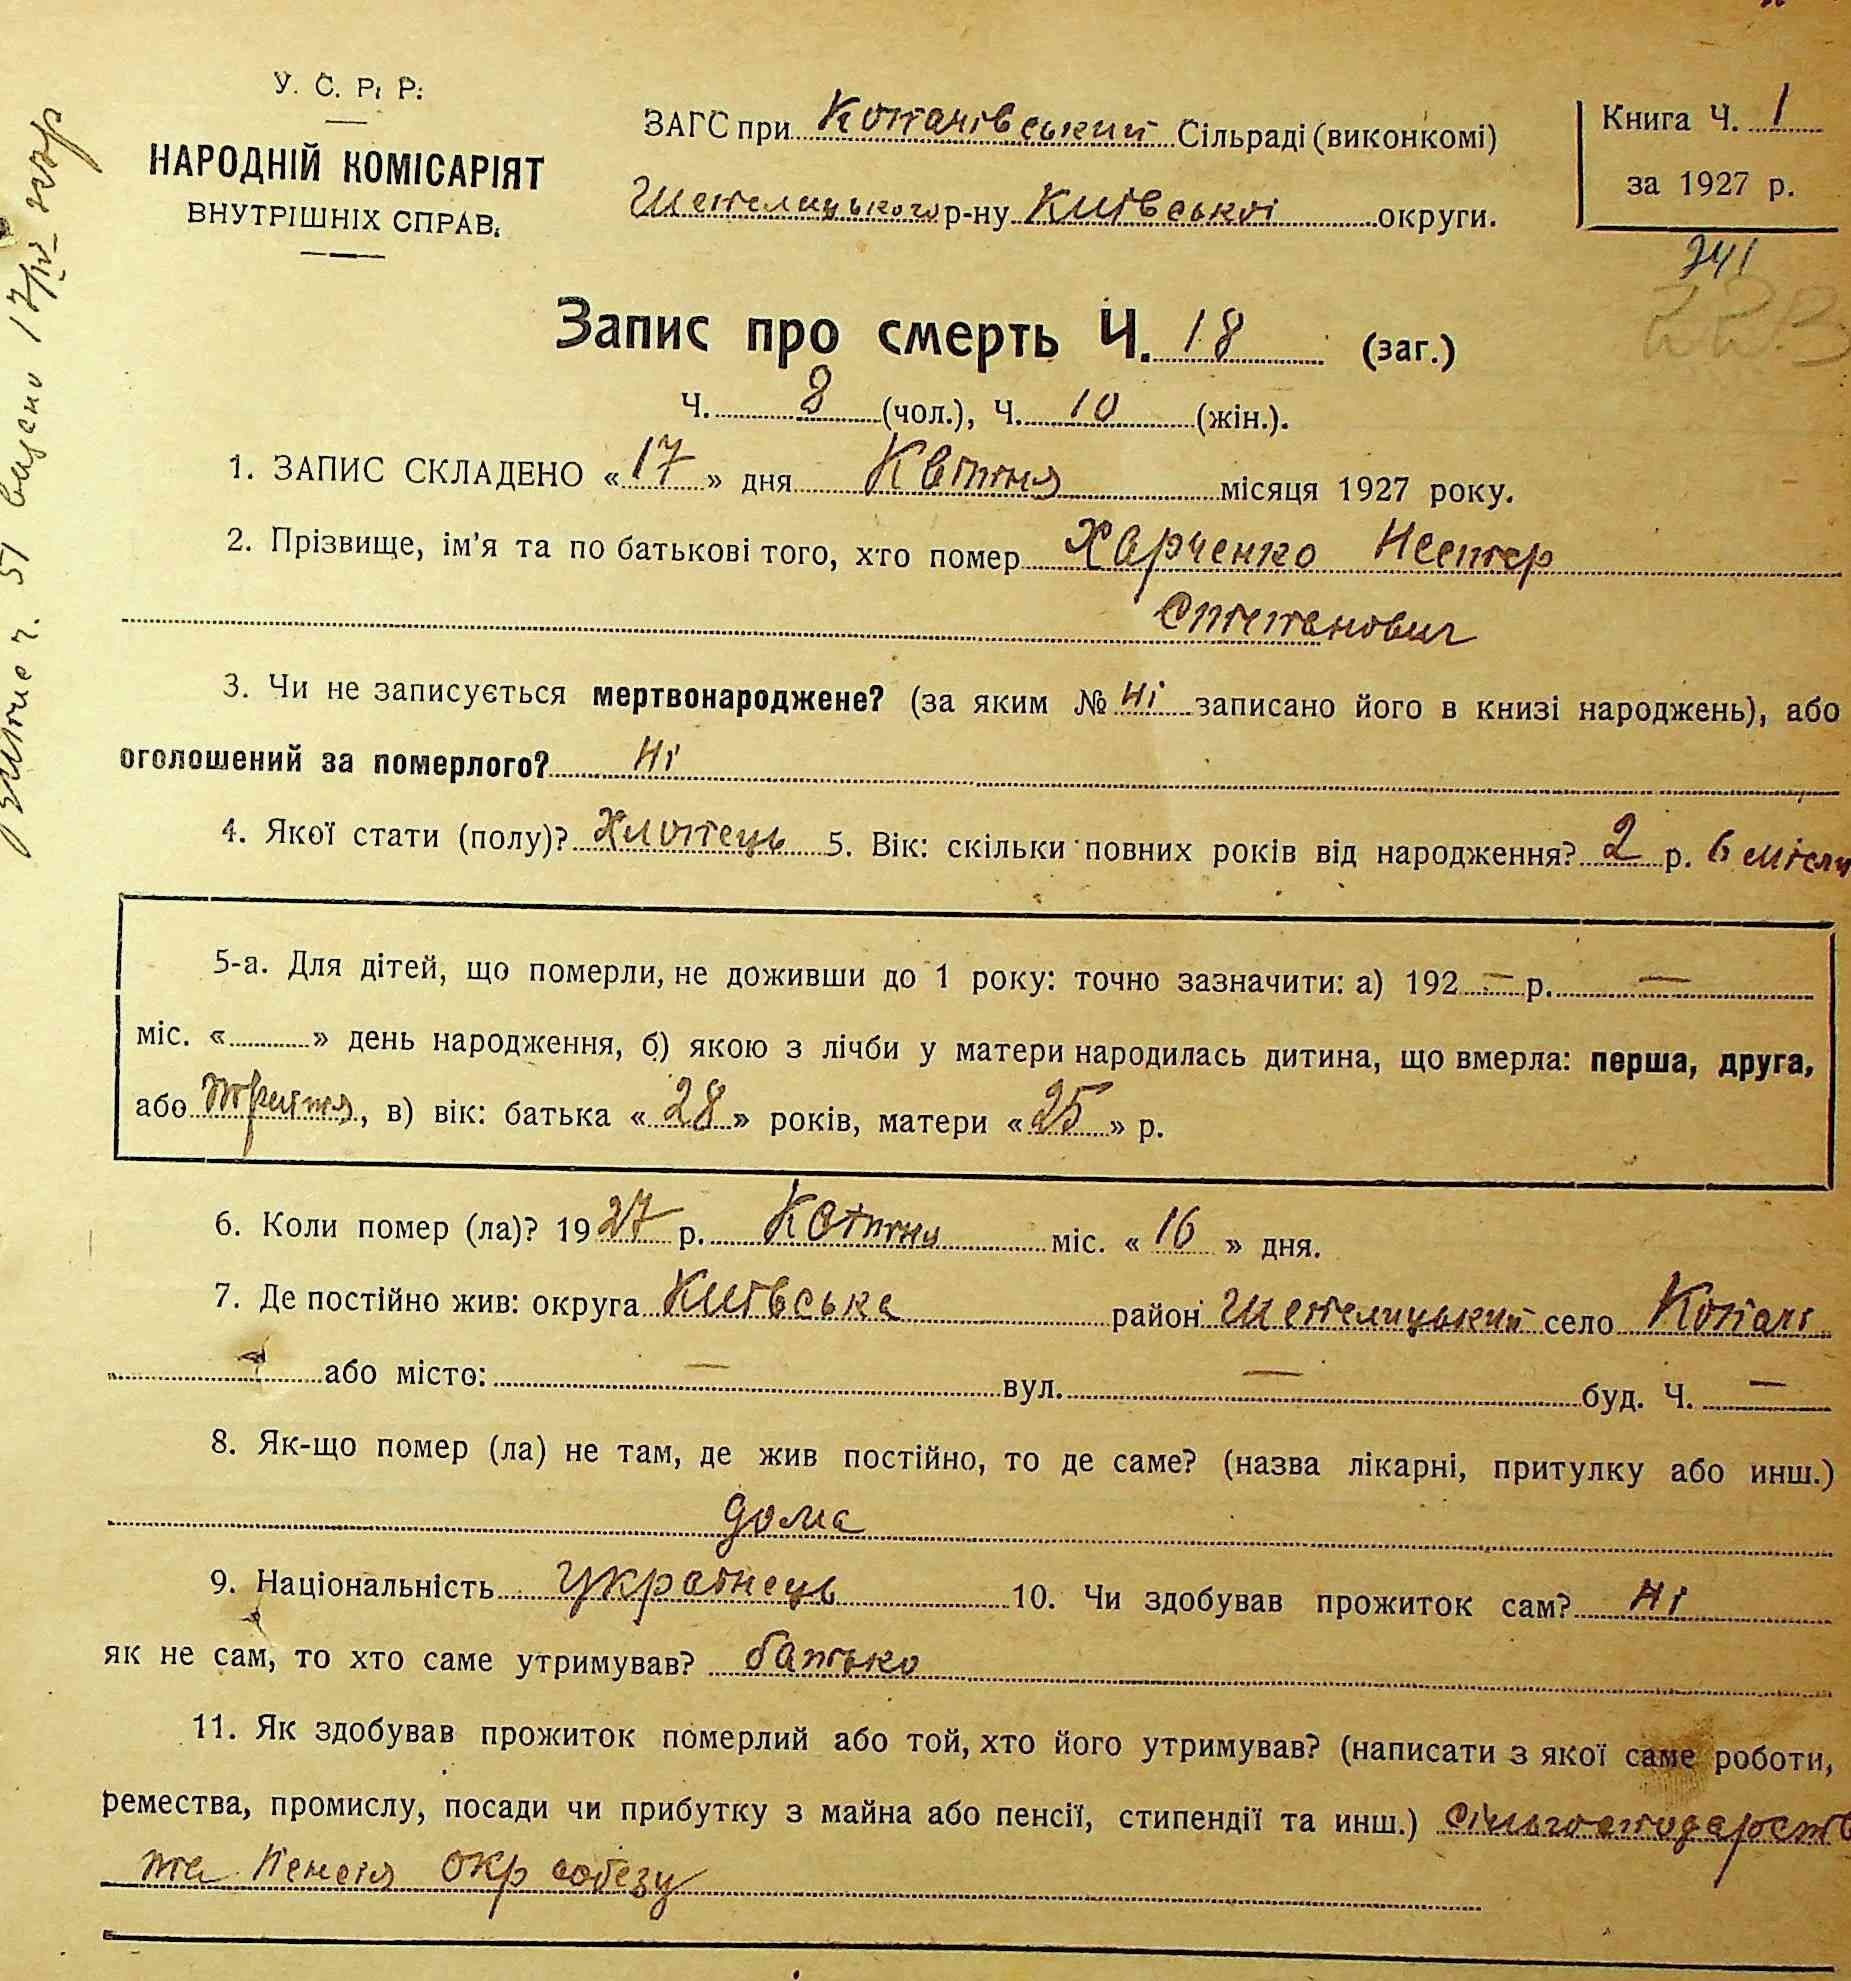 У. С. Р. Р.
НАРОДНІЙ КОМІСАРІЯТ
ВНУТРІШНІХ СПРАВ.
ЗАГС при Копачівський Сільраді (виконкомі)
Шепелицького р-ну Київської округи.
Книга Ч. 1
за 1927 р.
241
Запис про смерть Ч. 18 (заг.)
Ч. 8 (чол.), Ч. 10 (жін.).
1. ЗАПИС СКЛАДЕНО «17» дня Квітня місяця 1927 року.
2. Прізвище, ім'я та по батькові того, хто помер Харченко Нестер
Степанович
3. Чи не записується мертвонароджене? (за яким № Ні записано його в книзі народжень), або
оголошений за померлого? Ні
4. Якої стати (полу)? Хлопець 5. Вік: скільки повних років від народження? 2 р. 6 місяц
5-а. Для дітей, що померли, не доживши до 1 року: точно зазначити: а) 192 — р. —
міс. « » день народження, б) якою з лічби у матери народилась дитина, що вмерла: перша, друга,
або третя, в) вік: батька «28» років, матери «25» р.
6. Коли помер (ла)? 1927 р. Квітня міс. «16» дня.
7. Де постійно жив: округа Київська район Шепелицький село Копачі
або місто: — вул. — буд. Ч. —
8. Як-що помер (ла) не там, де жив постійно, то де саме? (назва лікарні, притулку або инш.)
дома
9. Національність Українець 10. Чи здобував прожиток сам? Ні
як не сам, то хто саме утримував? батько
11. Як здобував прожиток померлий або той, хто його утримував? (написати з якої саме роботи,
ремества, промислу, посади чи прибутку з майна або пенсії, стипендії та инш.) сільгосподарств
та Пенсія окр собезу